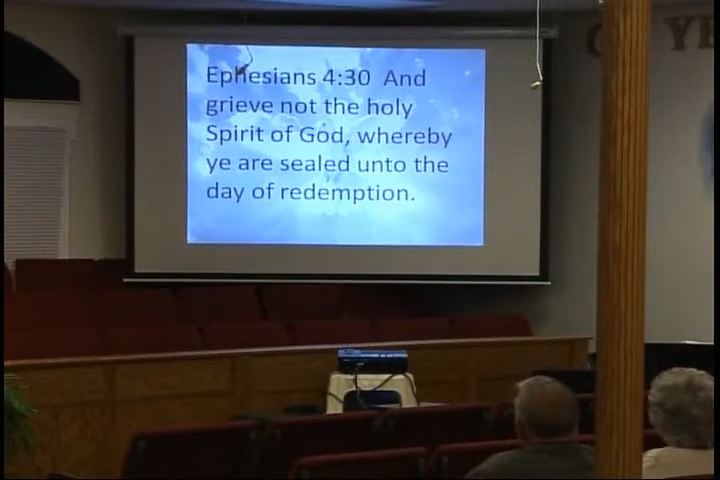 Ephesians 4:30 And
grieve not the holy
Spirit of God, whereby
ye are sealed unto the
day of redemption.
YE